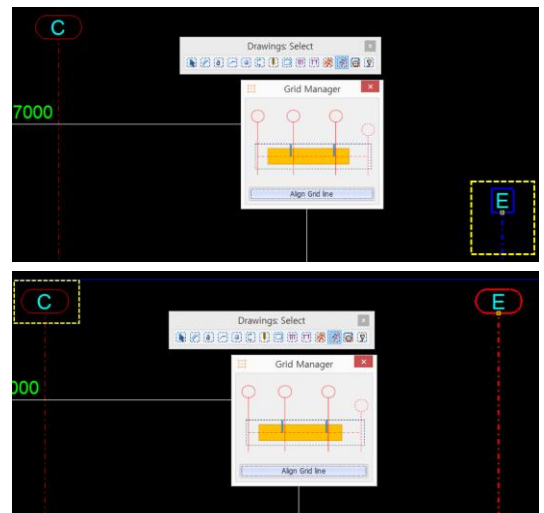 C
Drawings: Select
Grid Manager
7000
Align Grid line
E
C
E
Drawings: Select
Grid Manager
000
Align Grid line